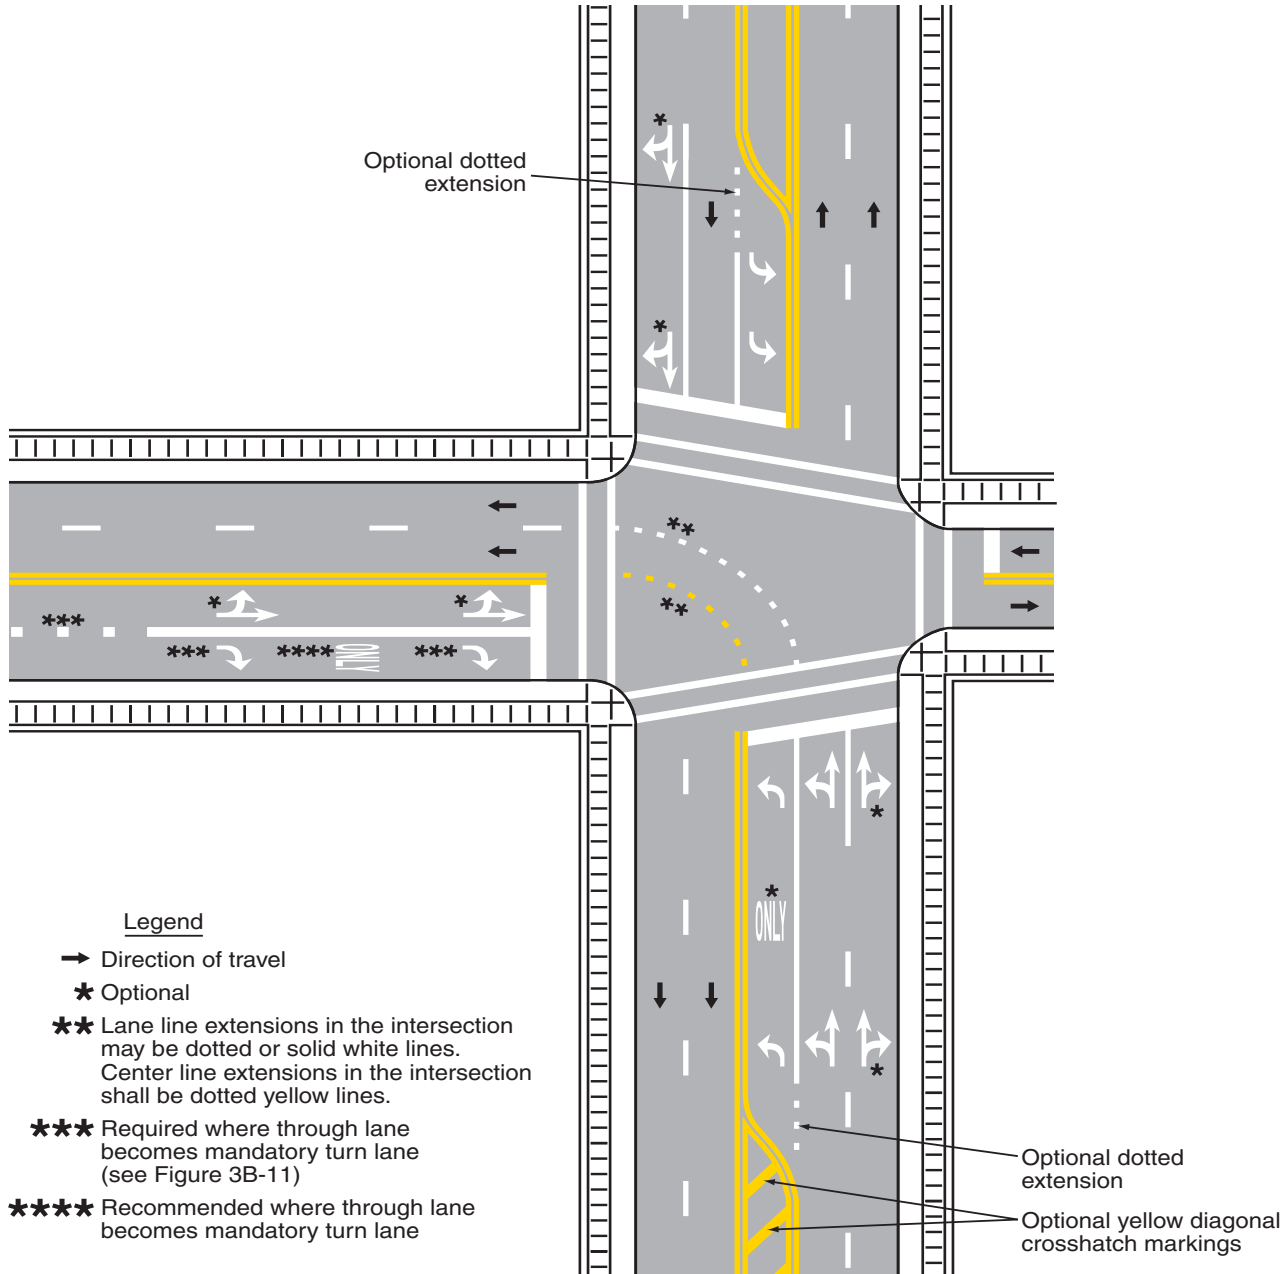 Optional dotted
extension
*
*
**
**
*
*
***
***
****
ONLY
***
*
*
ONLY
*
Legend
Direction of travel
* Optional
** Lane line extensions in the intersection
may be dotted or solid white lines.
Center line extensions in the intersection
shall be dotted yellow lines.
*** Required where through lane
becomes mandatory turn lane
(see Figure 3B-11)
**** Recommended where through lane
becomes mandatory turn lane
Optional dotted
extension
Optional yellow diagonal
crosshatch markings